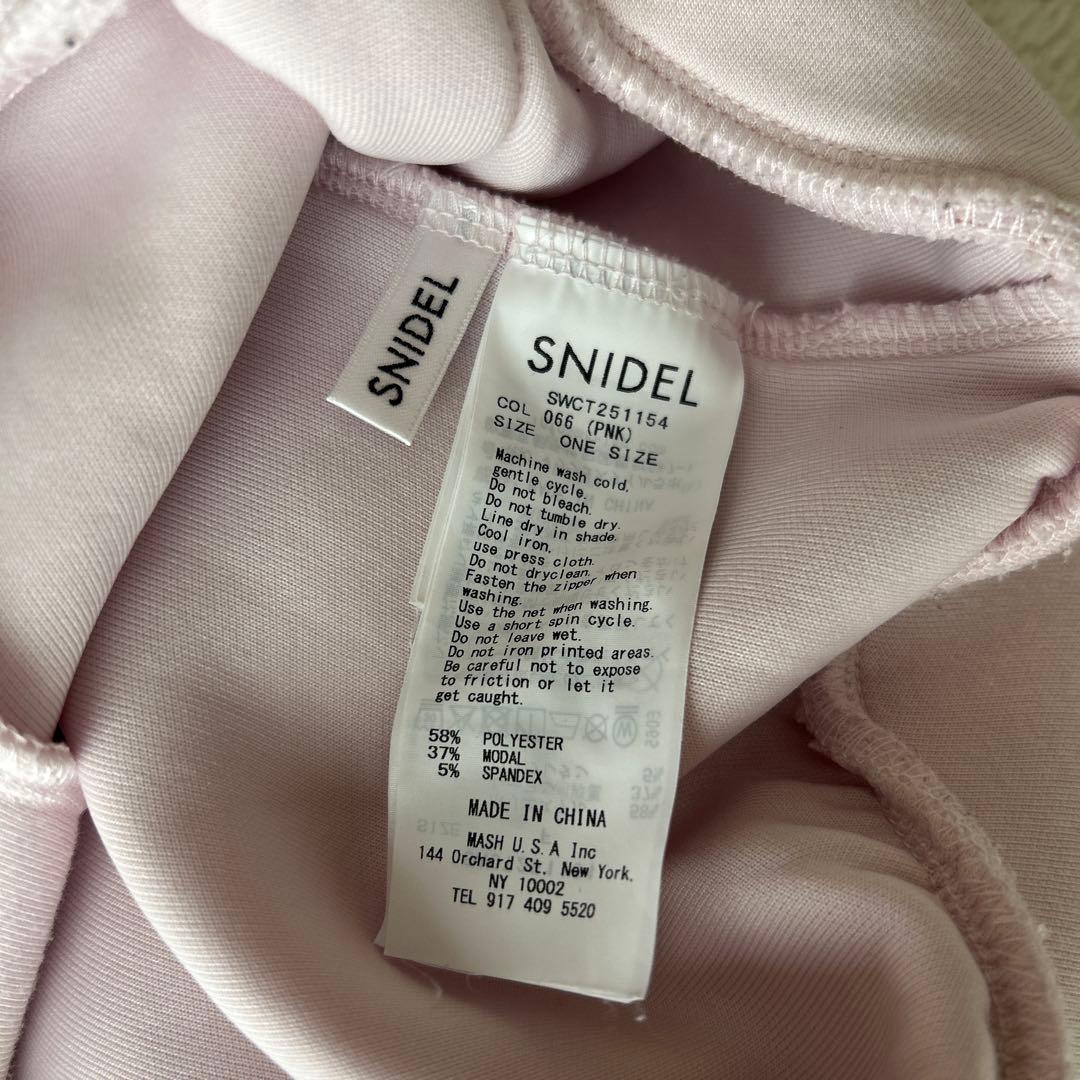 SNIDEL
SNIDEL
SWCT251154
COL 066 (PNK)
SIZE ONE SIZE
Machine wash cold,
gentle cycle.
Do not bleach.
Do not tumble dry.
Line dry in shade.
Cool iron,
use press cloth.
Do not dryclean.
Fasten the zipper when
washing.
Use the net when washing.
Use a short spin cycle.
Do not leave wet.
Do not iron printed areas.
Be careful not to expose
to friction or let it
get caught.
58% POLYESTER
37% MODAL
5% SPANDEX
MADE IN CHINA
MASH U.S.A Inc
144 Orchard St. New York,
NY 10002
TEL 917 409 5520